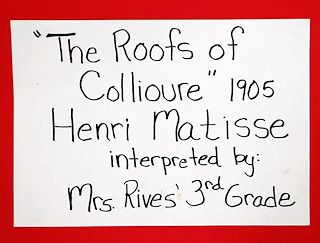 "The Roofs of
Collioure" 1905
Henri Matisse
interpreted by:
Mrs. Rives' 3rd Grade